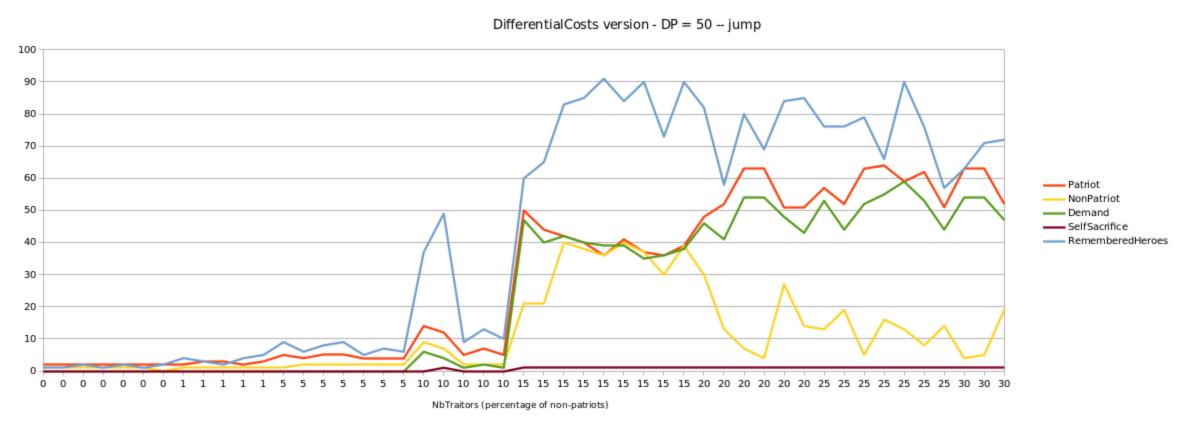 DifferentialCosts version - DP = 50 -- jump
100
90
80
70
60
50
40
30
20
10
0
0 0 0 0 0 0 0 1 1 1 1 1 5 5 5 5 5 5 5 10 10 10 10 10 15 15 15 15 15 15 15 15 15 20 20 20 20 20 20 25 25 25 25 25 25 25 30 30 30
NbTraitors (percentage of non-patriots)
Patriot
NonPatriot
Demand
SelfSacrifice
RememberedHeroes